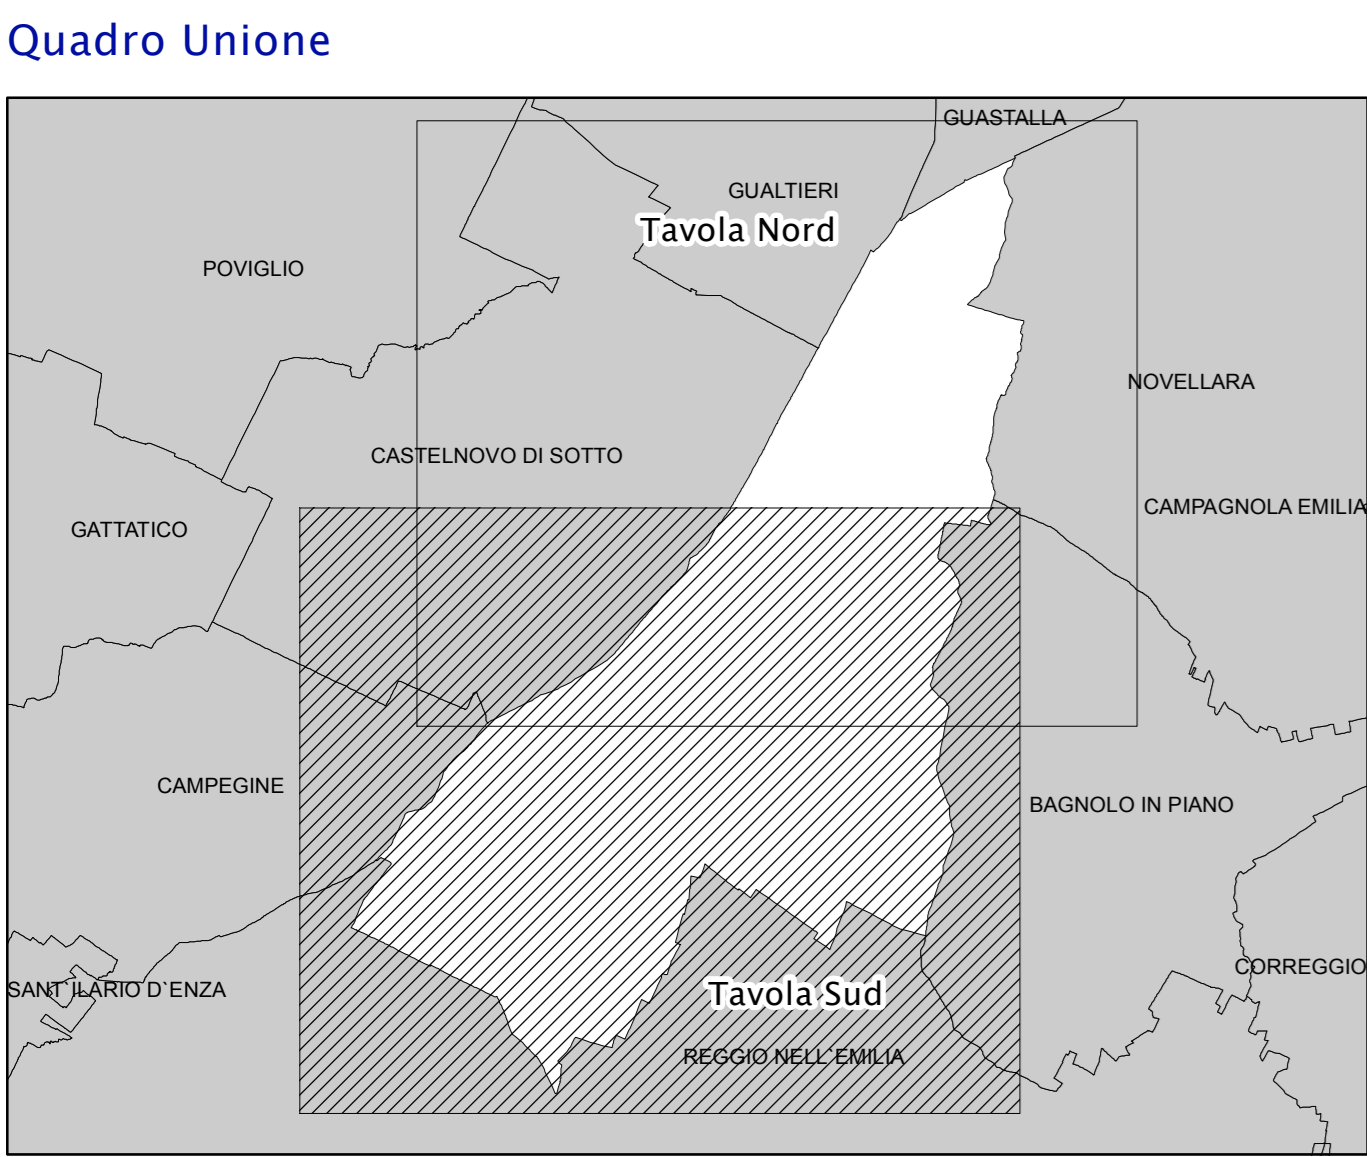 Quadro Unione
GUASTALLA
GUALTIERI
Tavola Nord
POVIGLIO
NOVELLARA
CASTELNOVO DI SOTTO
CAMPAGNOLA EMILIA
GATTATICO
CAMPEGINE
BAGNOLO IN PIANO
CORREGGIO
SANT`ILARIO D`ENZA
Tavola Sud
REGGIO NELL`EMILIA